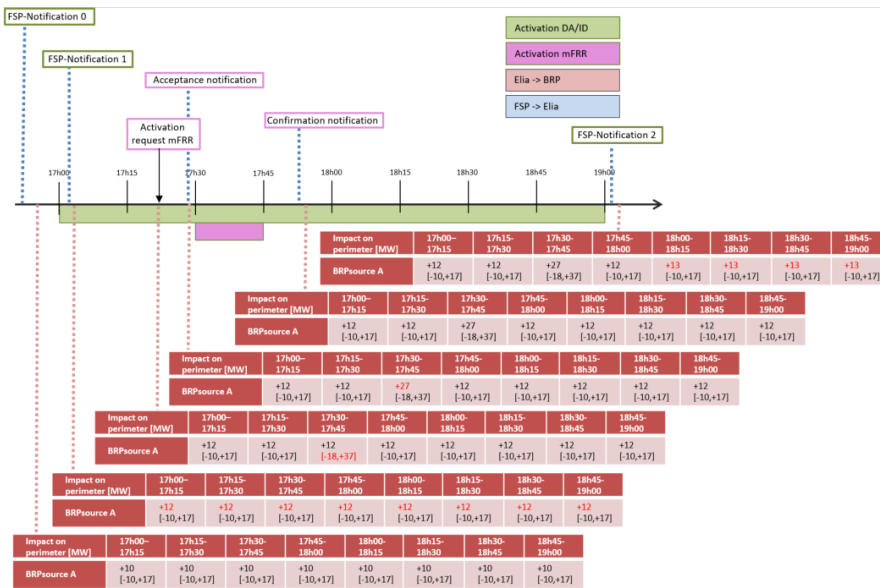 FSP-Notification 0
Activation DA/ID
FSP-Notification 1
Activation mFRR
Acceptance notification
Elia -> BRP
Confirmation notification
FSP -> Elia
Activation
request mFRR
FSP-Notification 2
17h00 17h15 17h30 17h45 18h00 18h15 18h30 18h45 19h00
Impact on 17h00– 17h15- 17h30- 17h45- 18h00- 18h15- 18h30- 18h45-
perimeter [MW] 17h15 17h30 17h45 18h00 18h15 18h30 18h45 19h00
BRPsource A +12 +12 +27 +12 +13 +13 +13 +13
[-10,+17] [-10,+17] [-18,+37] [-10,+17] [-10,+17] [-10,+17] [-10,+17] [-10,+17]
Impact on 17h00– 17h15- 17h30- 17h45- 18h00- 18h15- 18h30- 18h45-
perimeter [MW] 17h15 17h30 17h45 18h00 18h15 18h30 18h45 19h00
BRPsource A +12 +12 +27 +12 +12 +12 +12 +12
[-10,+17] [-10,+17] [-18,+37] [-10,+17] [-10,+17] [-10,+17] [-10,+17] [-10,+17]
Impact on 17h00– 17h15- 17h30- 17h45- 18h00- 18h15- 18h30- 18h45-
perimeter [MW] 17h15 17h30 17h45 18h00 18h15 18h30 18h45 19h00
BRPsource A +12 +12 +27 +12 +12 +12 +12 +12
[-10,+17] [-10,+17] [-18,+37] [-10,+17] [-10,+17] [-10,+17] [-10,+17] [-10,+17]
Impact on 17h00– 17h15- 17h30- 17h45- 18h00- 18h15- 18h30- 18h45-
perimeter [MW] 17h15 17h30 17h45 18h00 18h15 18h30 18h45 19h00
BRPsource A +12 +12 +12 +12 +12 +12 +12 +12
[-10,+17] [-10,+17] [-18,+37] [-10,+17] [-10,+17] [-10,+17] [-10,+17] [-10,+17]
Impact on 17h00– 17h15- 17h30- 17h45- 18h00- 18h15- 18h30- 18h45-
perimeter [MW] 17h15 17h30 17h45 18h00 18h15 18h30 18h45 19h00
BRPsource A +12 +12 +12 +12 +12 +12 +12 +12
[-10,+17] [-10,+17] [-10,+17] [-10,+17] [-10,+17] [-10,+17] [-10,+17] [-10,+17]
Impact on 17h00– 17h15- 17h30- 17h45- 18h00- 18h15- 18h30- 18h45-
perimeter [MW] 17h15 17h30 17h45 18h00 18h15 18h30 18h45 19h00
BRPsource A +10 +10 +10 +10 +10 +10 +10 +10
[-10,+17] [-10,+17] [-10,+17] [-10,+17] [-10,+17] [-10,+17] [-10,+17] [-10,+17]